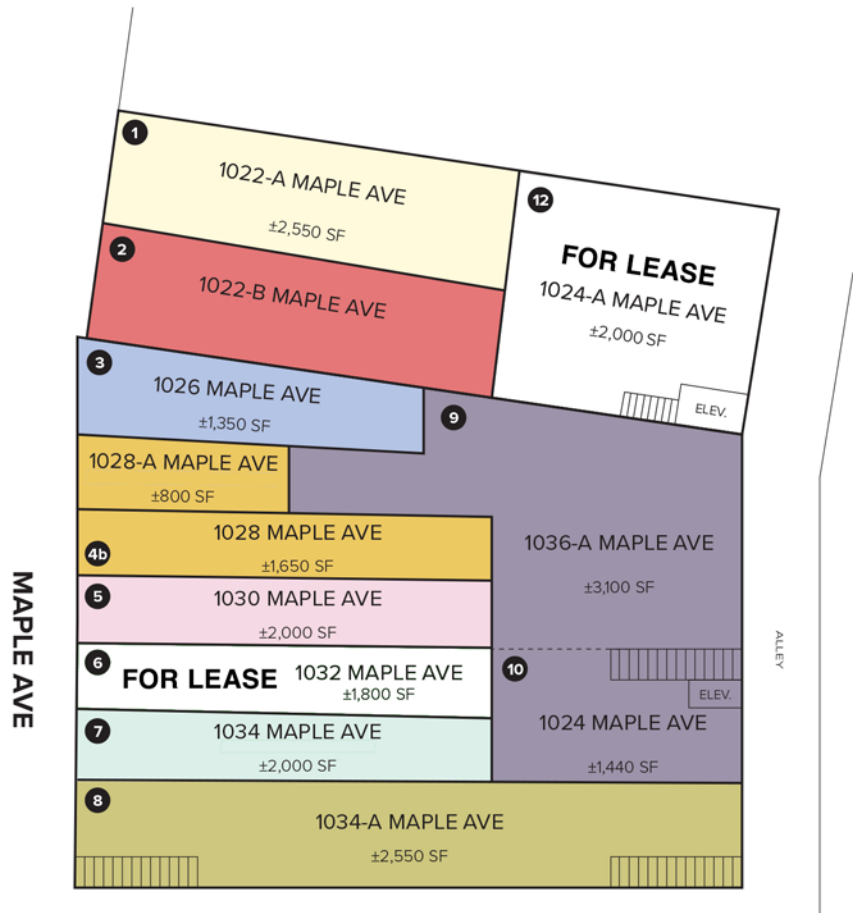 1
1022-A MAPLE AVE
±2,550 SF
12
FOR LEASE
1024-A MAPLE AVE
±2,000 SF
ELEV.
2
1022-B MAPLE AVE
3
1026 MAPLE AVE
±1,350 SF
9
1036-A MAPLE AVE
±3,100 SF
1028-A MAPLE AVE
±800 SF
4b
1028 MAPLE AVE
±1,650 SF
5
1030 MAPLE AVE
±2,000 SF
6
FOR LEASE
1032 MAPLE AVE
±1,800 SF
10
ELEV.
1024 MAPLE AVE
±1,440 SF
7
1034 MAPLE AVE
±2,000 SF
8
1034-A MAPLE AVE
±2,550 SF
MAPLE AVE
ALLEY